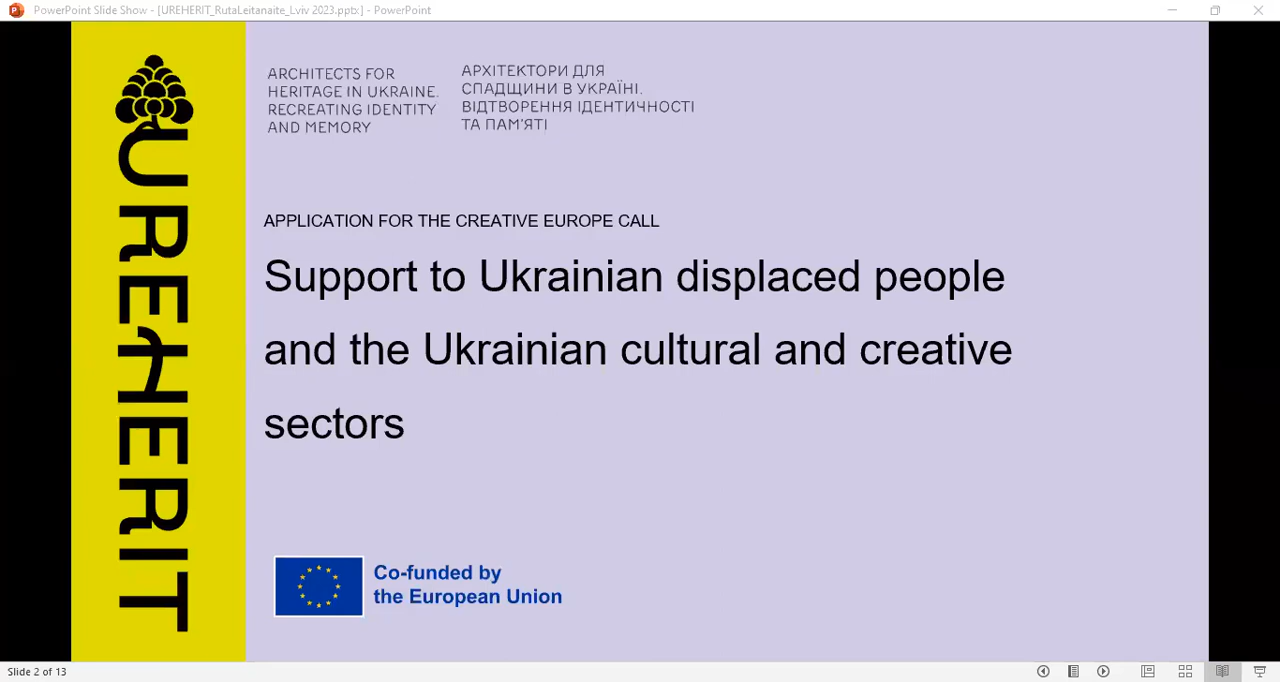 PowerPoint Slide Show - [UREHERIT_RutaLeitanaite_Lviv 2023.pptx] - PowerPoint
UREHERIT
ARCHITECTS FOR
HERITAGE IN UKRAINE.
RECREATING IDENTITY
AND MEMORY
АРХІТЕКТОРИ ДЛЯ
СПАДЩИНИ В УКРАЇНІ.
ВІДТВОРЕННЯ ІДЕНТИЧНОСТІ
ТА ПАМ'ЯТІ
APPLICATION FOR THE CREATIVE EUROPE CALL
Support to Ukrainian displaced people
and the Ukrainian cultural and creative
sectors
Co-funded by
the European Union
Slide 2 of 13